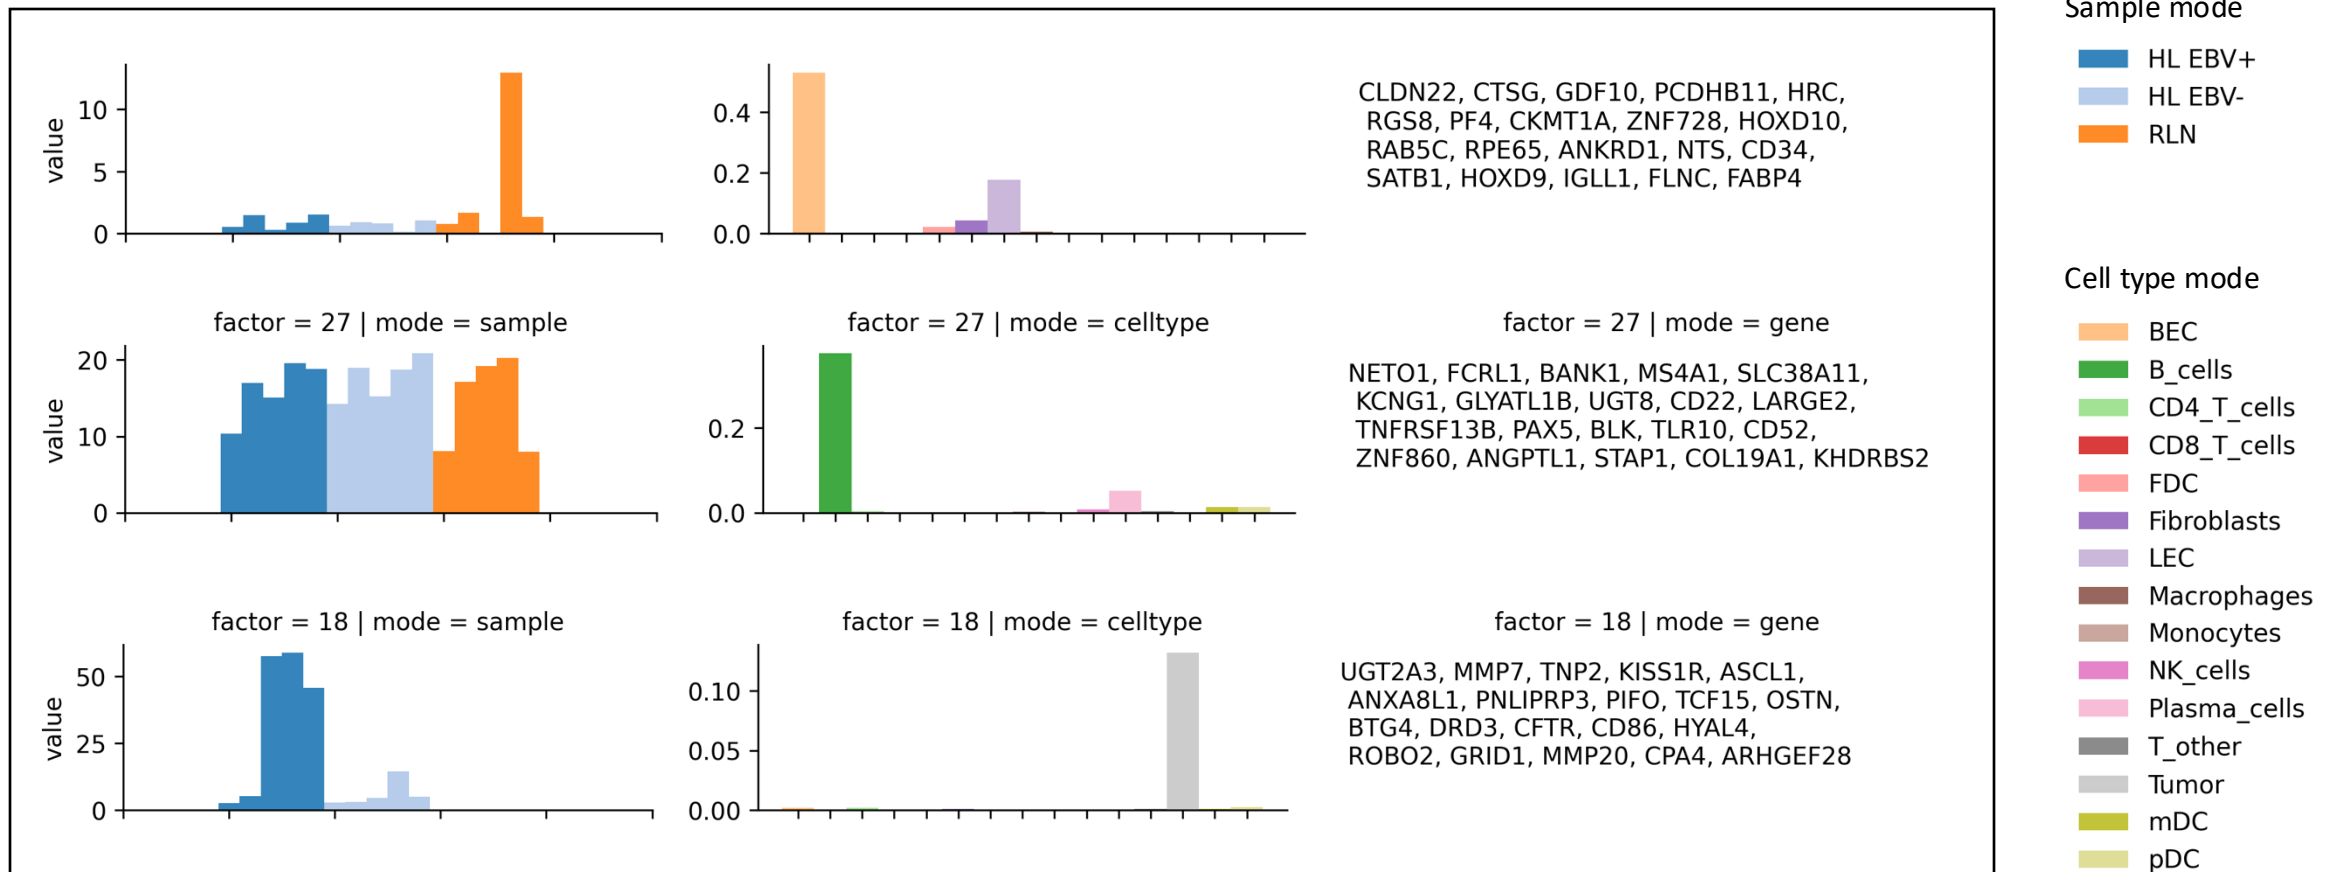 Sample mode
HL EBV+
HL EBV-
RLN
value
10
5
0
0.4
0.2
0.0
CLDN22, CTSG, GDF10, PCDHB11, HRC,
RGS8, PF4, CKMT1A, ZNF728, HOXD10,
RAB5C, RPE65, ANKRD1, NTS, CD34,
SATB1, HOXD9, IGLL1, FLNC, FABP4
factor = 27 | mode = sample
value
20
10
0
factor = 27 | mode = celltype
0.2
0.0
factor = 27 | mode = gene
NETO1, FCRL1, BANK1, MS4A1, SLC38A11,
KCNG1, GLYATL1B, UGT8, CD22, LARGE2,
TNFRSF13B, PAX5, BLK, TLR10, CD52,
ZNF860, ANGPTL1, STAP1, COL19A1, KHDRBS2
factor = 18 | mode = sample
value
50
25
0
factor = 18 | mode = celltype
0.10
0.05
0.00
factor = 18 | mode = gene
UGT2A3, MMP7, TNP2, KISS1R, ASCL1,
ANXA8L1, PNLIPRP3, PIFO, TCF15, OSTN,
BTG4, DRD3, CFTR, CD86, HYAL4,
ROBO2, GRID1, MMP20, CPA4, ARHGEF28
Cell type mode
BEC
B_cells
CD4_T_cells
CD8_T_cells
FDC
Fibroblasts
LEC
Macrophages
Monocytes
NK_cells
Plasma_cells
T_other
Tumor
mDC
pDC